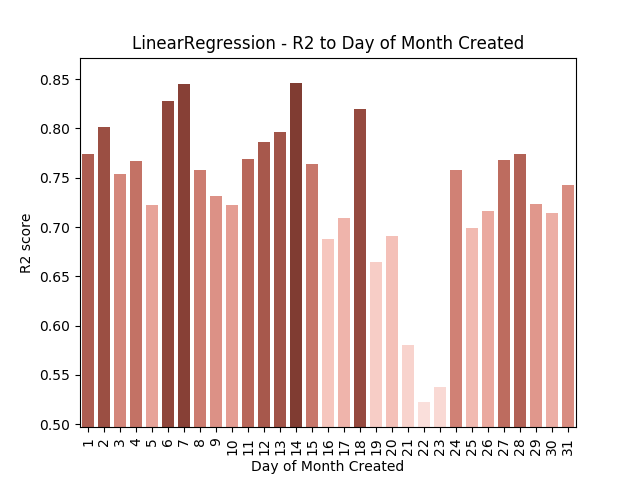 LinearRegression - R2 to Day of Month Created
R2 score
0.85
0.80
0.75
0.70
0.65
0.60
0.55
0.50
1 2 3 4 5 6 7 8 9 10 11 12 13 14 15 16 17 18 19 20 21 22 23 24 25 26 27 28 29 30 31
Day of Month Created